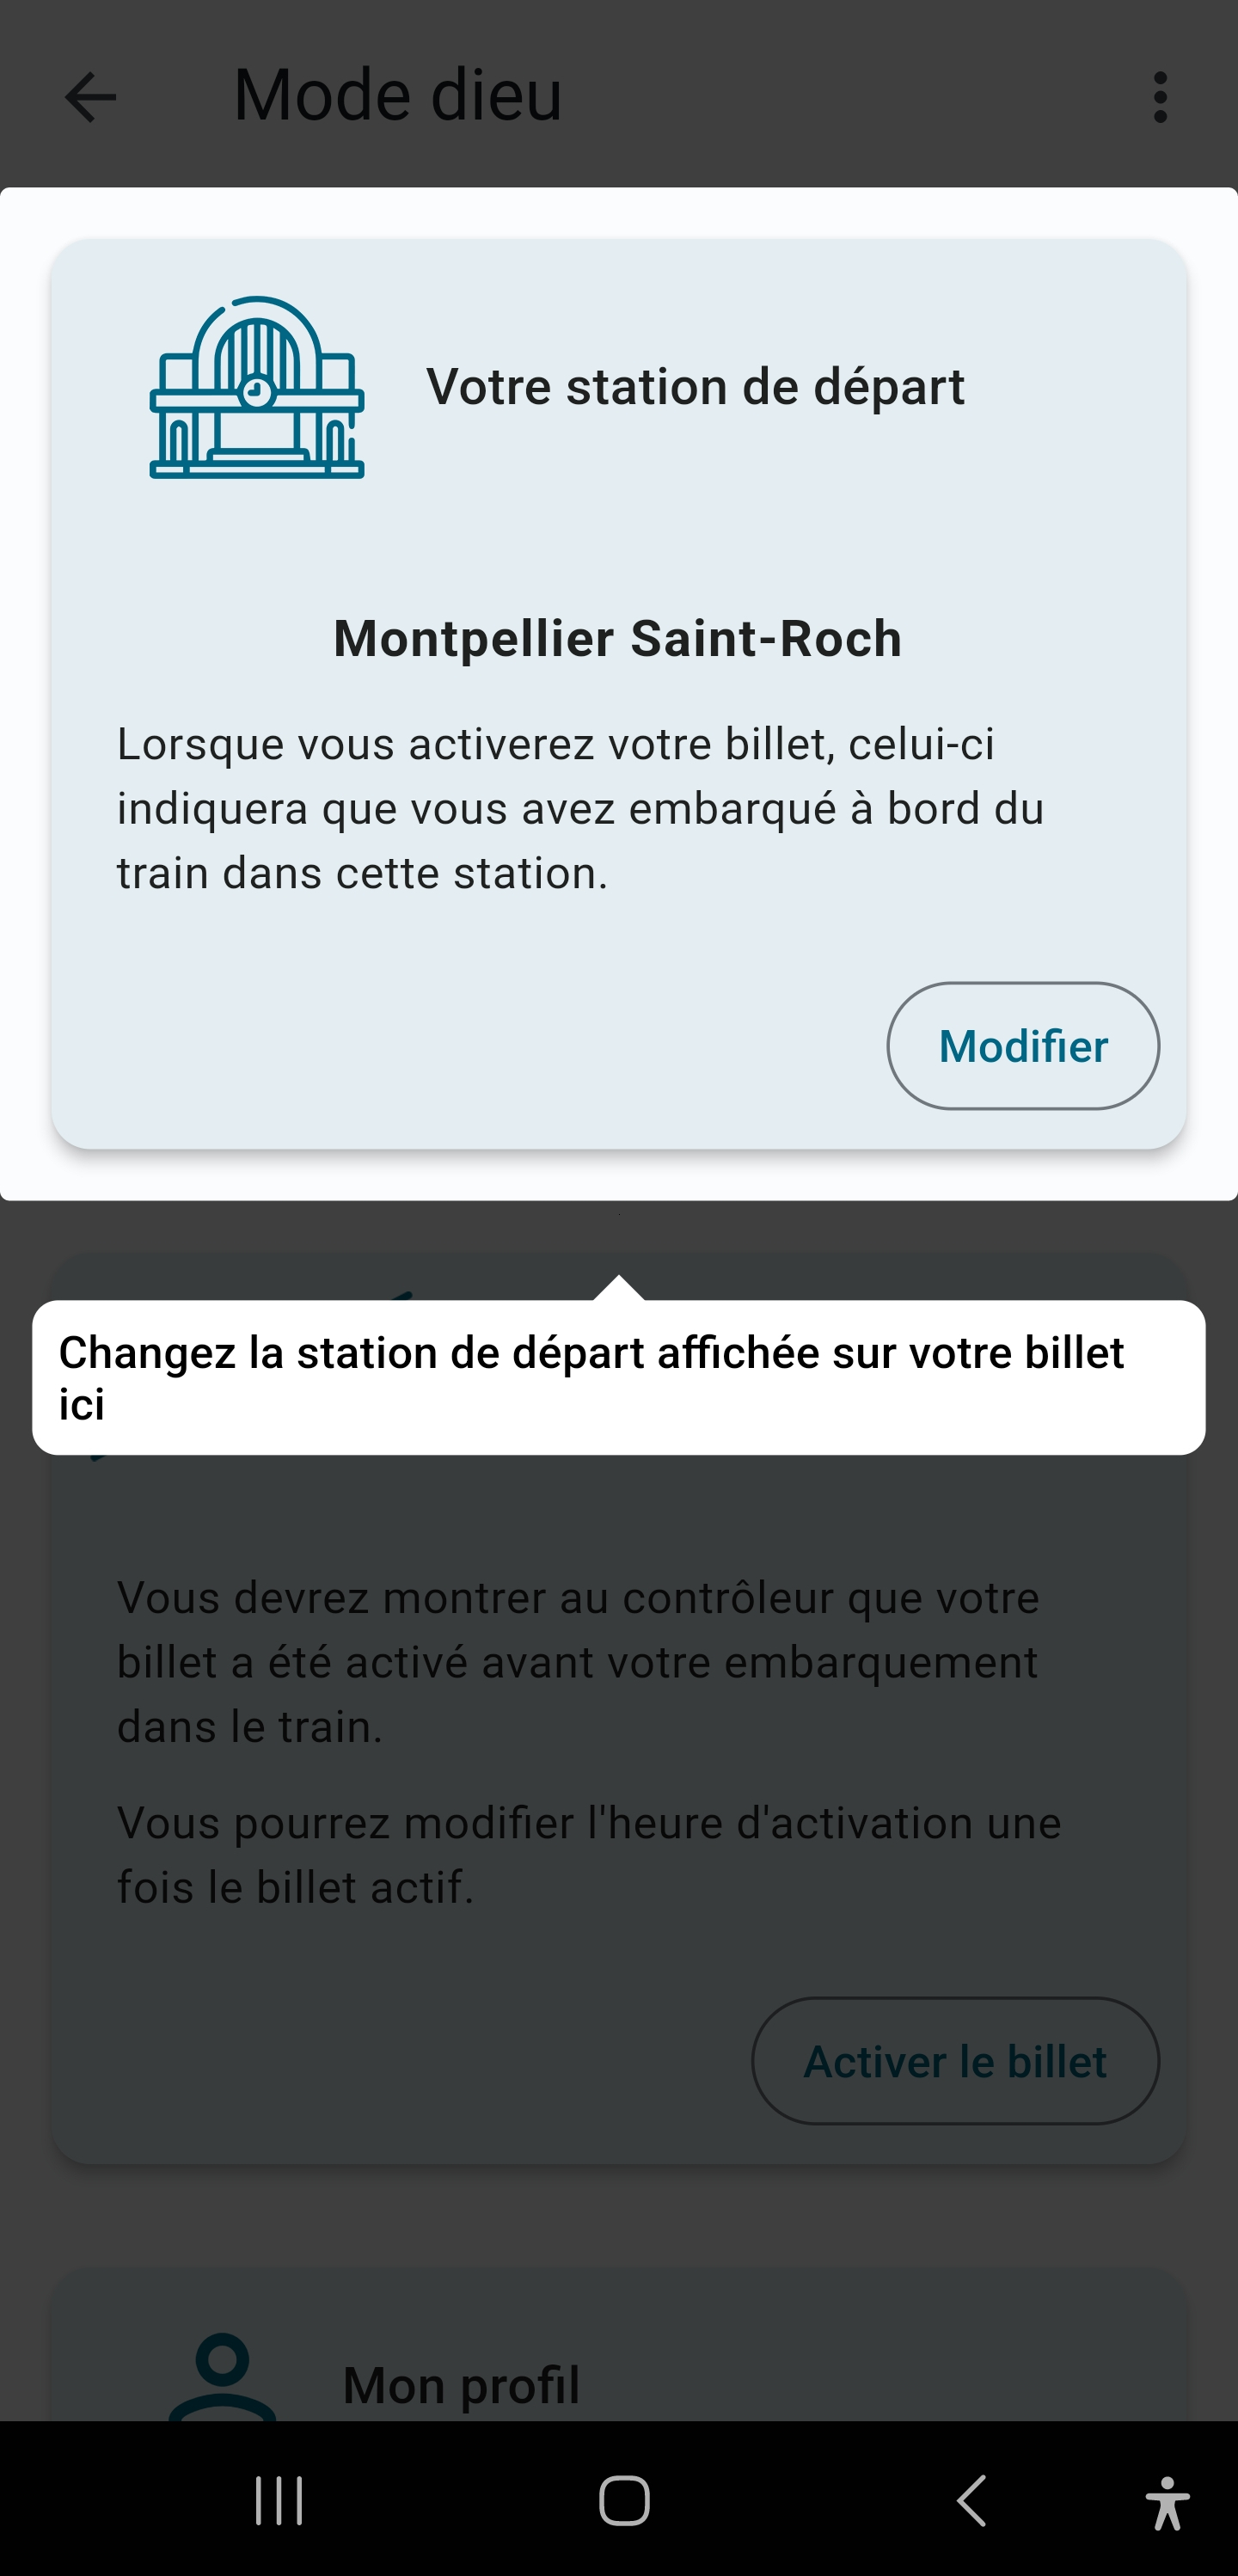 Mode dieu
Votre station de départ
Montpellier Saint-Roch
Lorsque vous activerez votre billet, celui-ci
indiquera que vous avez embarqué à bord du
train dans cette station.
Modifier
Changez la station de départ affichée sur votre billet
ici
Vous devrez montrer au contrôleur que votre
billet a été activé avant votre embarquement
dans le train.
Vous pourrez modifier l'heure d'activation une
fois le billet actif.
Activer le billet
Mon profil